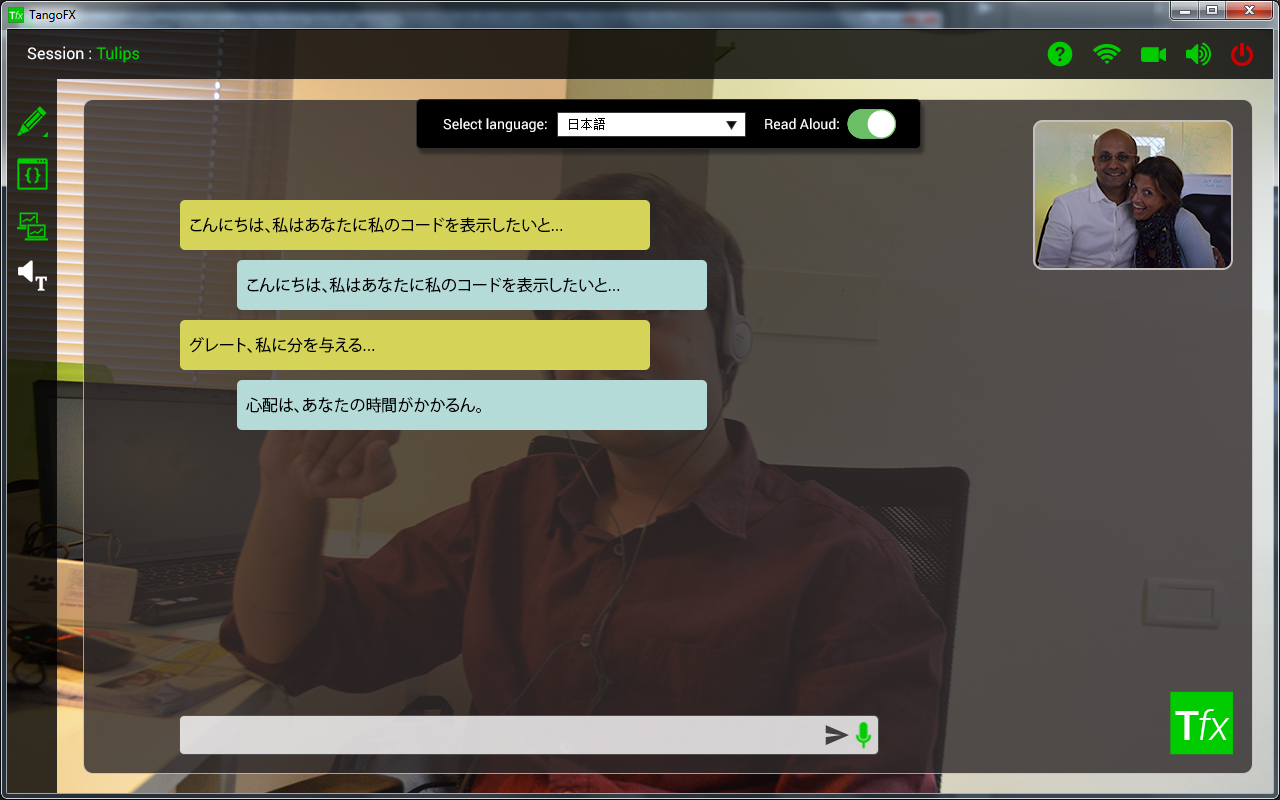 Tfx TangoFX
Session : Tulips
Select language: 日本語 Read Aloud:
こんにちは、私はあなたに私のコードを表示したいと...
こんにちは、私はあなたに私のコードを表示したいと...
グレート、私に分を与える...
心配は、あなたの時間がかかるん。
T
Tfx